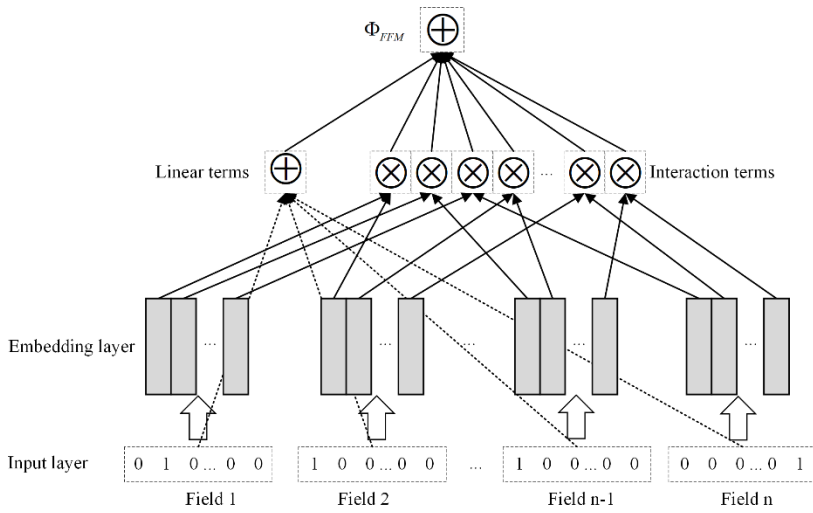 Φ_FFM
Linear terms
...
Interaction terms
Embedding layer
... ... ... ... ...
Input layer
0 1 0... 0 0
1 0 0... 0 0
...
1 0 0... 0 0
0 0 0... 0 1
Field 1
Field 2
Field n-1
Field n